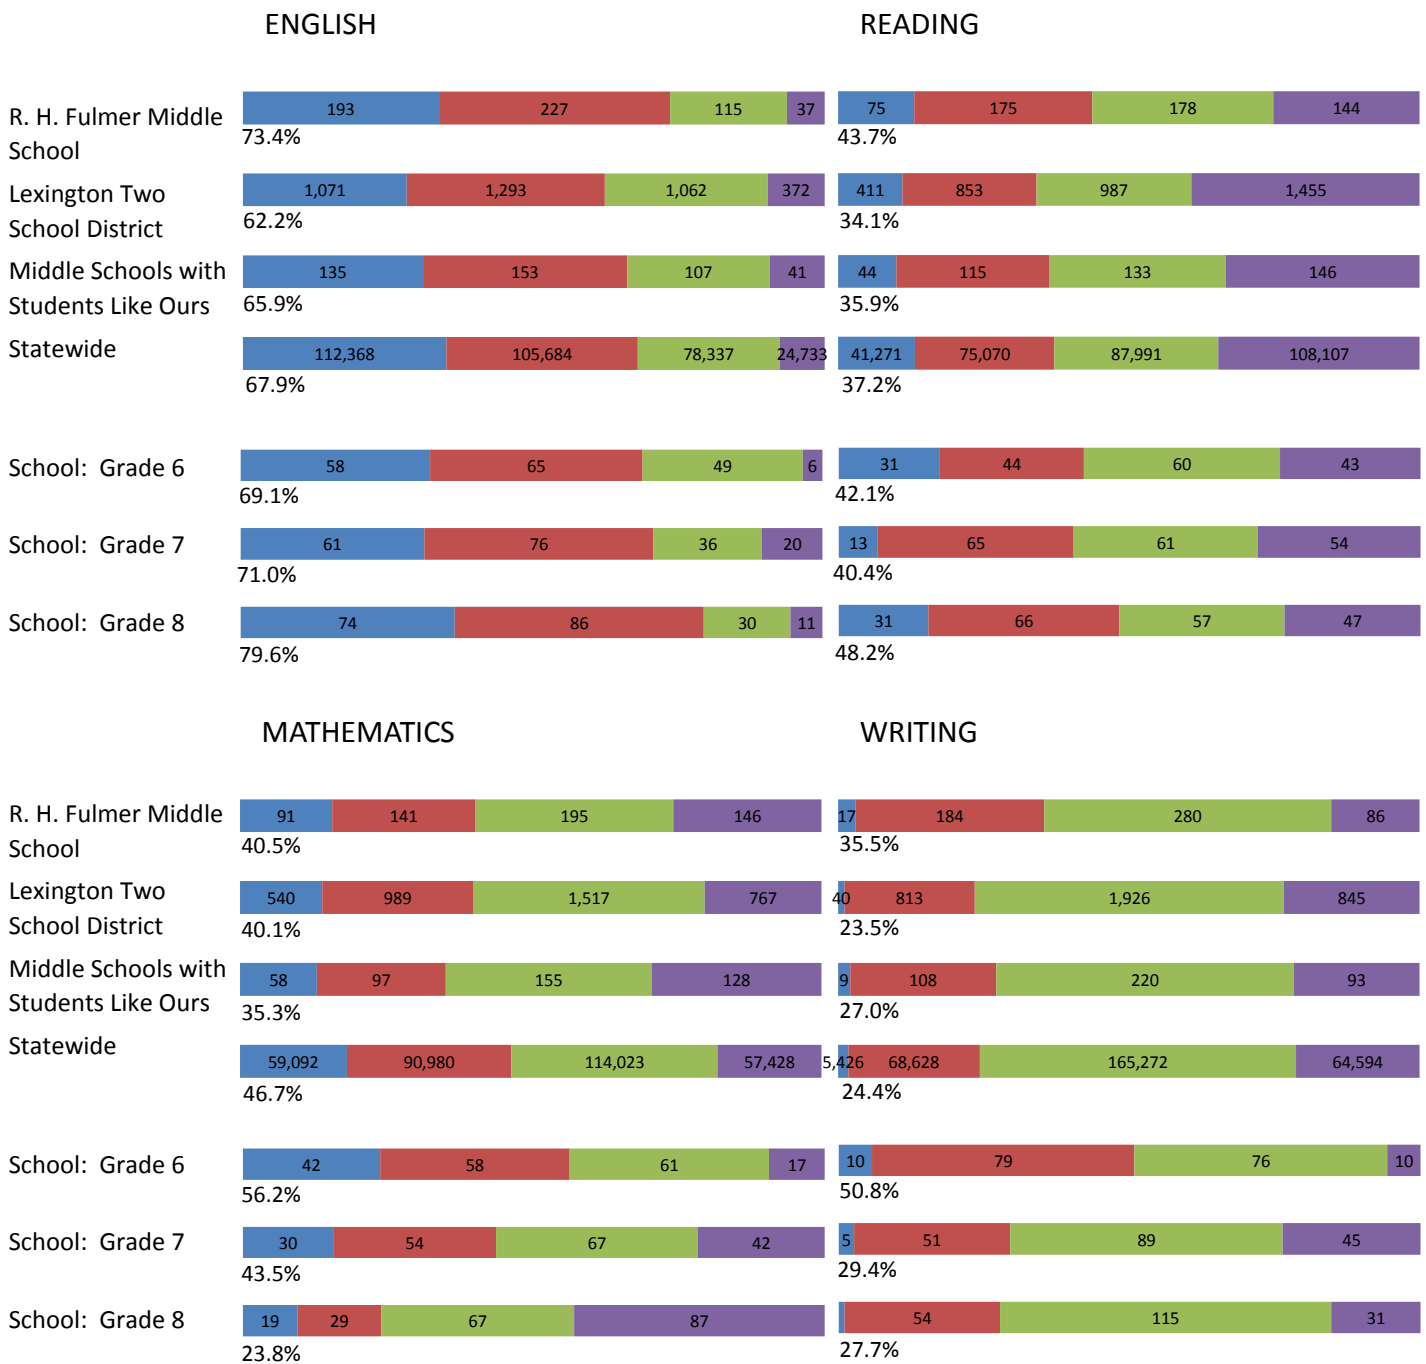 ENGLISH READING
R. H. Fulmer Middle 193 227 115 37 75 175 178 144
School 73.4% 43.7%
Lexington Two 1,071 1,293 1,062 372 411 853 987 1,455
School District 62.2% 34.1%
Middle Schools with 135 153 107 41 44 115 133 146
Students Like Ours 65.9% 35.9%
Statewide 112,368 105,684 78,337 24,733 41,271 75,070 87,991 108,107
67.9% 37.2%
School: Grade 6 58 65 49 6 31 44 60 43
69.1% 42.1%
School: Grade 7 61 76 36 20 13 65 61 54
71.0% 40.4%
School: Grade 8 74 86 30 11 31 66 57 47
79.6% 48.2%
MATHEMATICS WRITING
R. H. Fulmer Middle 91 141 195 146 17 184 280 86
School 40.5% 35.5%
Lexington Two 540 989 1,517 767 40 813 1,926 845
School District 40.1% 23.5%
Middle Schools with 58 97 155 128 9 108 220 93
Students Like Ours 35.3% 27.0%
Statewide 59,092 90,980 114,023 57,428 5,426 68,628 165,272 64,594
46.7% 24.4%
School: Grade 6 42 58 61 17 10 79 76 10
56.2% 50.8%
School: Grade 7 30 54 67 42 5 51 89 45
43.5% 29.4%
School: Grade 8 19 29 67 87 54 115 31
23.8% 27.7%